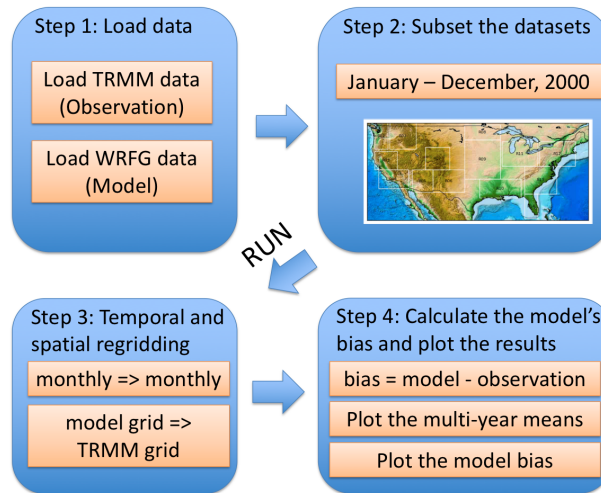 Step 1: Load data
Load TRMM data
(Observation)
Load WRFG data
(Model)
Step 2: Subset the datasets
January – December, 2000
RUN
Step 3: Temporal and
spatial regridding
monthly => monthly
model grid =>
TRMM grid
Step 4: Calculate the model's
bias and plot the results
bias = model - observation
Plot the multi-year means
Plot the model bias